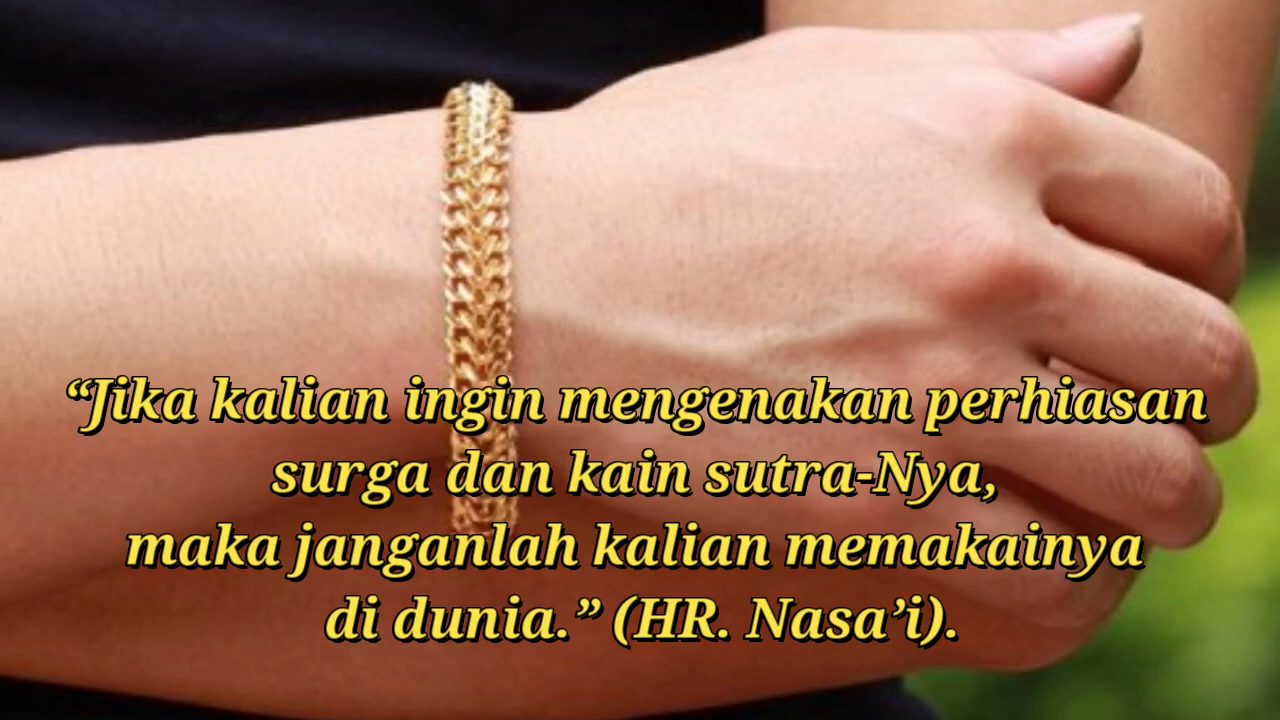 “Jika kalian ingin mengenakan perhiasan
surga dan kain sutra-Nya,
maka janganlah kalian memakainya
di dunia.” (HR. Nasa’i).